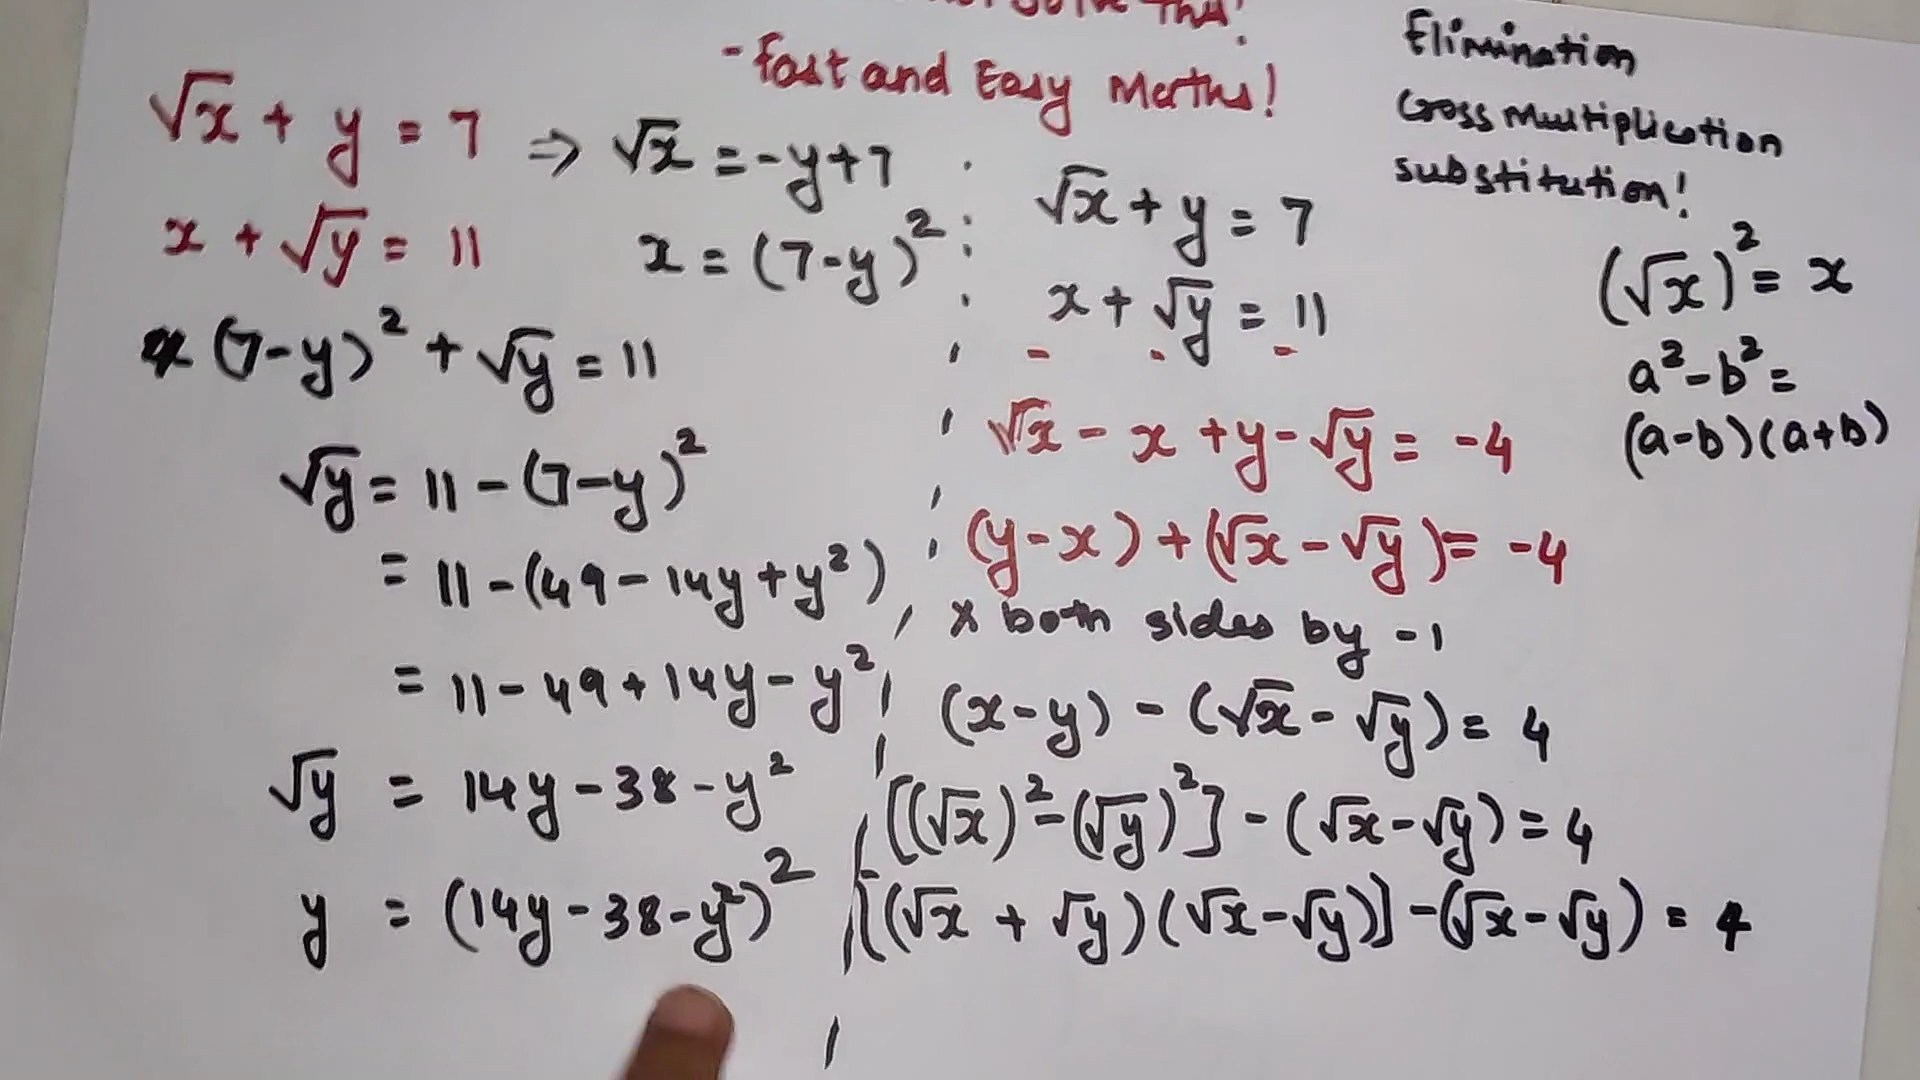 Solve This!
- Fast and Easy Maths!
√x + y = 7 ⇒ √x = -y+7
x + √y = 11
x = (7-y)²
(7-y)² + √y = 11
√y = 11 - (7-y)²
= 11 - (49 - 14y + y²)
= 11 - 49 + 14y - y²
√y = 14y - 38 - y²
y = (14y - 38 - y²)²
√x + y = 7
x + √y = 11
- - -
√x - x + y - √y = -4
(y-x) + (√x - √y) = -4
x both sides by -1
(x-y) - (√x - √y) = 4
[(√x)² - (√y)²] - (√x - √y) = 4
[(√x + √y)(√x - √y)] - (√x - √y) = 4
Elimination
Cross Multiplication
substitution!
(√x)² = x
a² - b² =
(a-b)(a+b)